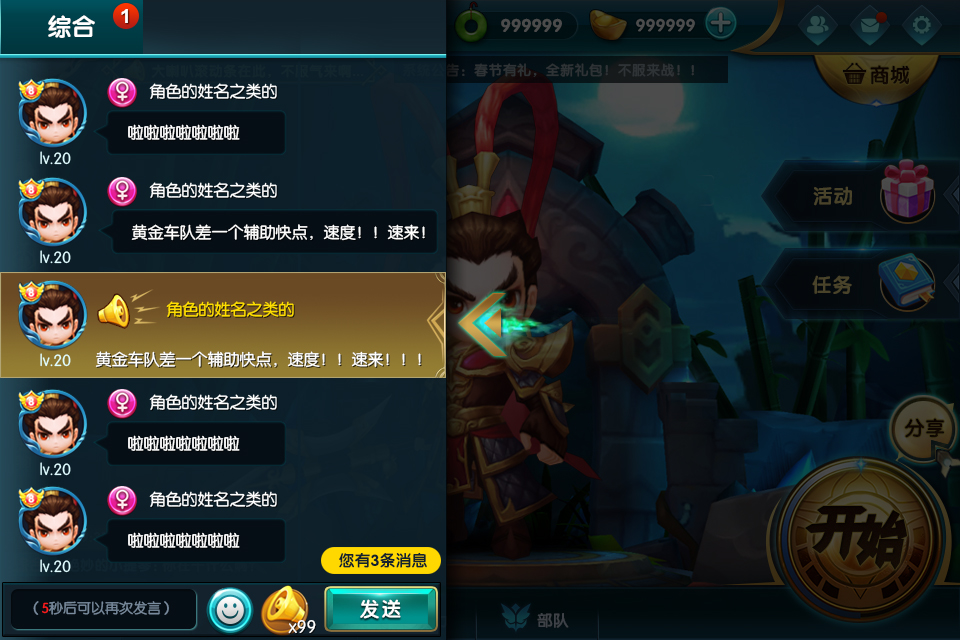 综合
1
999999
999999
告：春节有礼，全新礼包！不服来战！！
商城
角色的姓名之类的
啦啦啦啦啦啦啦
lv.20
角色的姓名之类的
黄金车队差一个辅助快点，速度！！速来!
lv.20
角色的姓名之类的
黄金车队差一个辅助快点，速度！！速来！！！
lv.20
角色的姓名之类的
啦啦啦啦啦啦啦
lv.20
角色的姓名之类的
啦啦啦啦啦啦啦
lv.20
8
8
8
8
8
活动
任务
分享
开始
您有3条消息
（5秒后可以再次发言）
x99
发送
部队